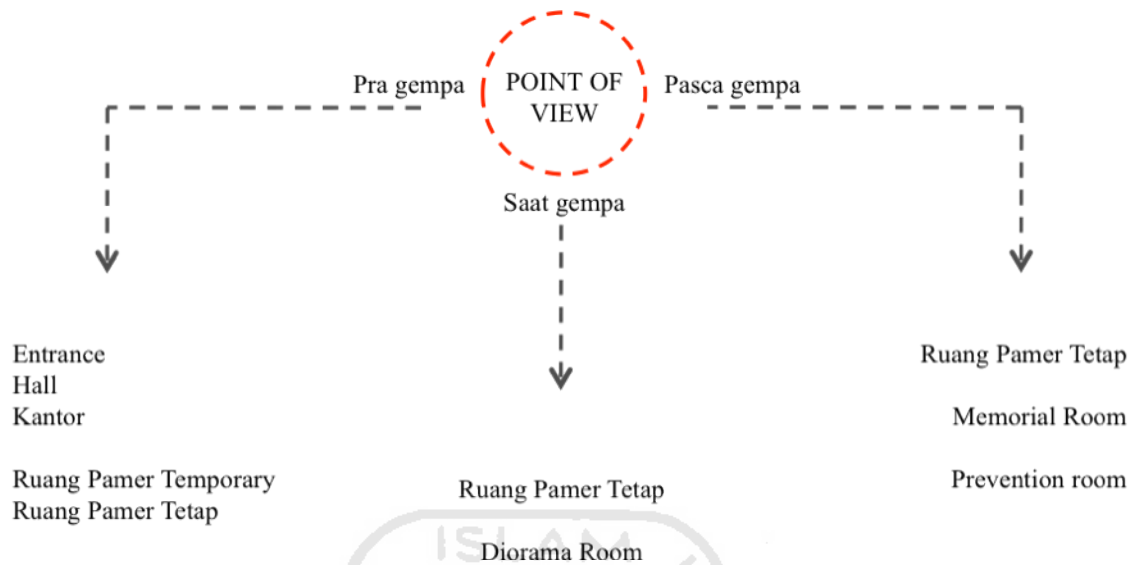 Pra gempa
POINT OF
VIEW
Pasca gempa
Saat gempa
Entrance
Hall
Kantor
Ruang Pamer Temporary
Ruang Pamer Tetap
Ruang Pamer Tetap
Diorama Room
Ruang Pamer Tetap
Memorial Room
Prevention room
ISLAM